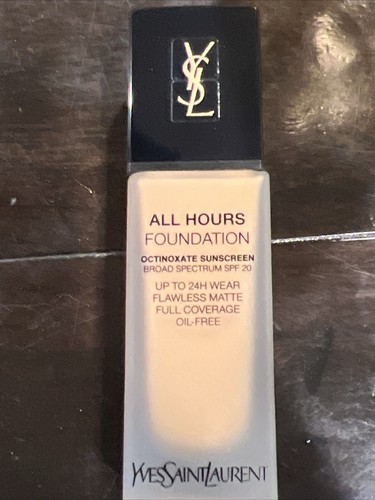 YSL
ALL HOURS
FOUNDATION
OCTINOXATE SUNSCREEN
BROAD SPECTRUM SPF 20
UP TO 24H WEAR
FLAWLESS MATTE
FULL COVERAGE
OIL-FREE
YVESSAINTLAURENT